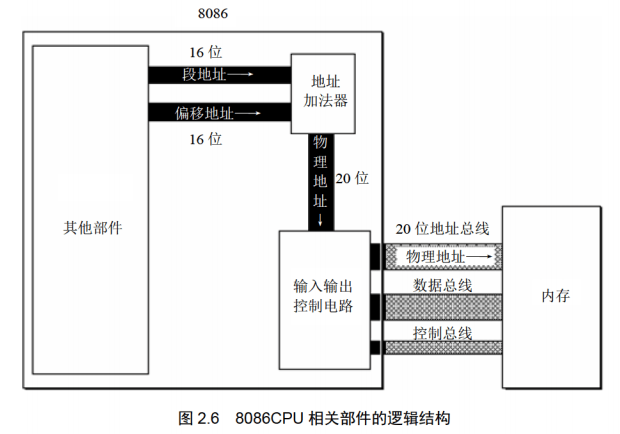 8086
16 位
段地址
偏移地址
16 位
地址
加法器
物
理
地
址
20 位
其他部件
输入输出
控制电路
20 位地址总线
物理地址
数据总线
控制总线
内存
图 2.6 8086CPU 相关部件的逻辑结构